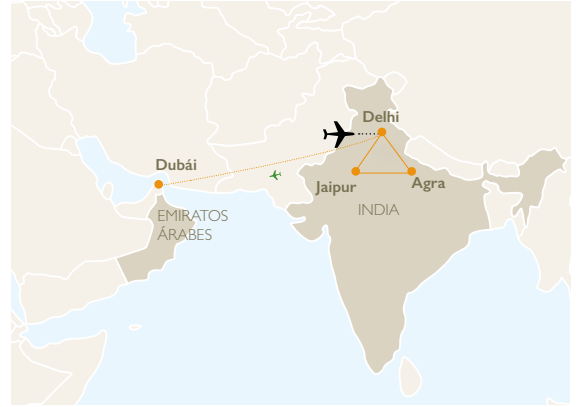 Delhi
Dubái
Jaipur
Agra
EMIRATOS
ÁRABES
INDIA